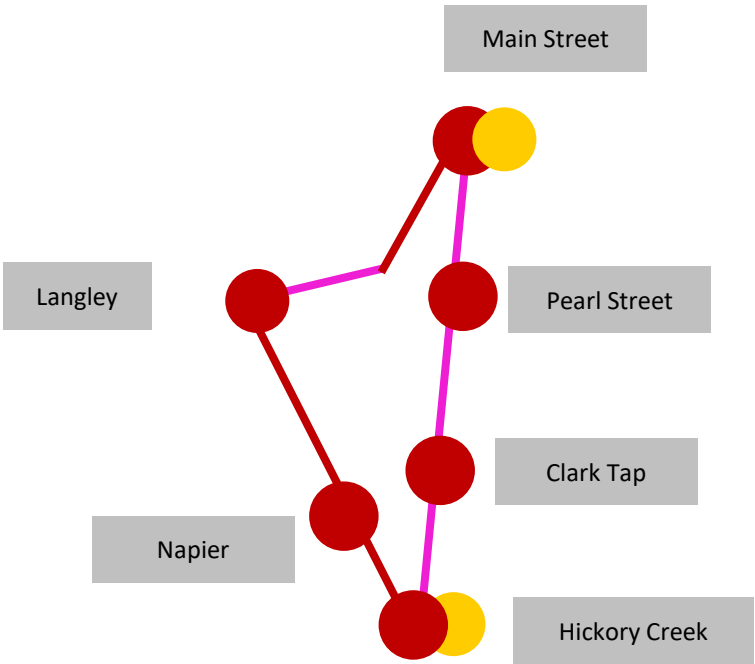 Main Street
Langley
Pearl Street
Clark Tap
Napier
Hickory Creek